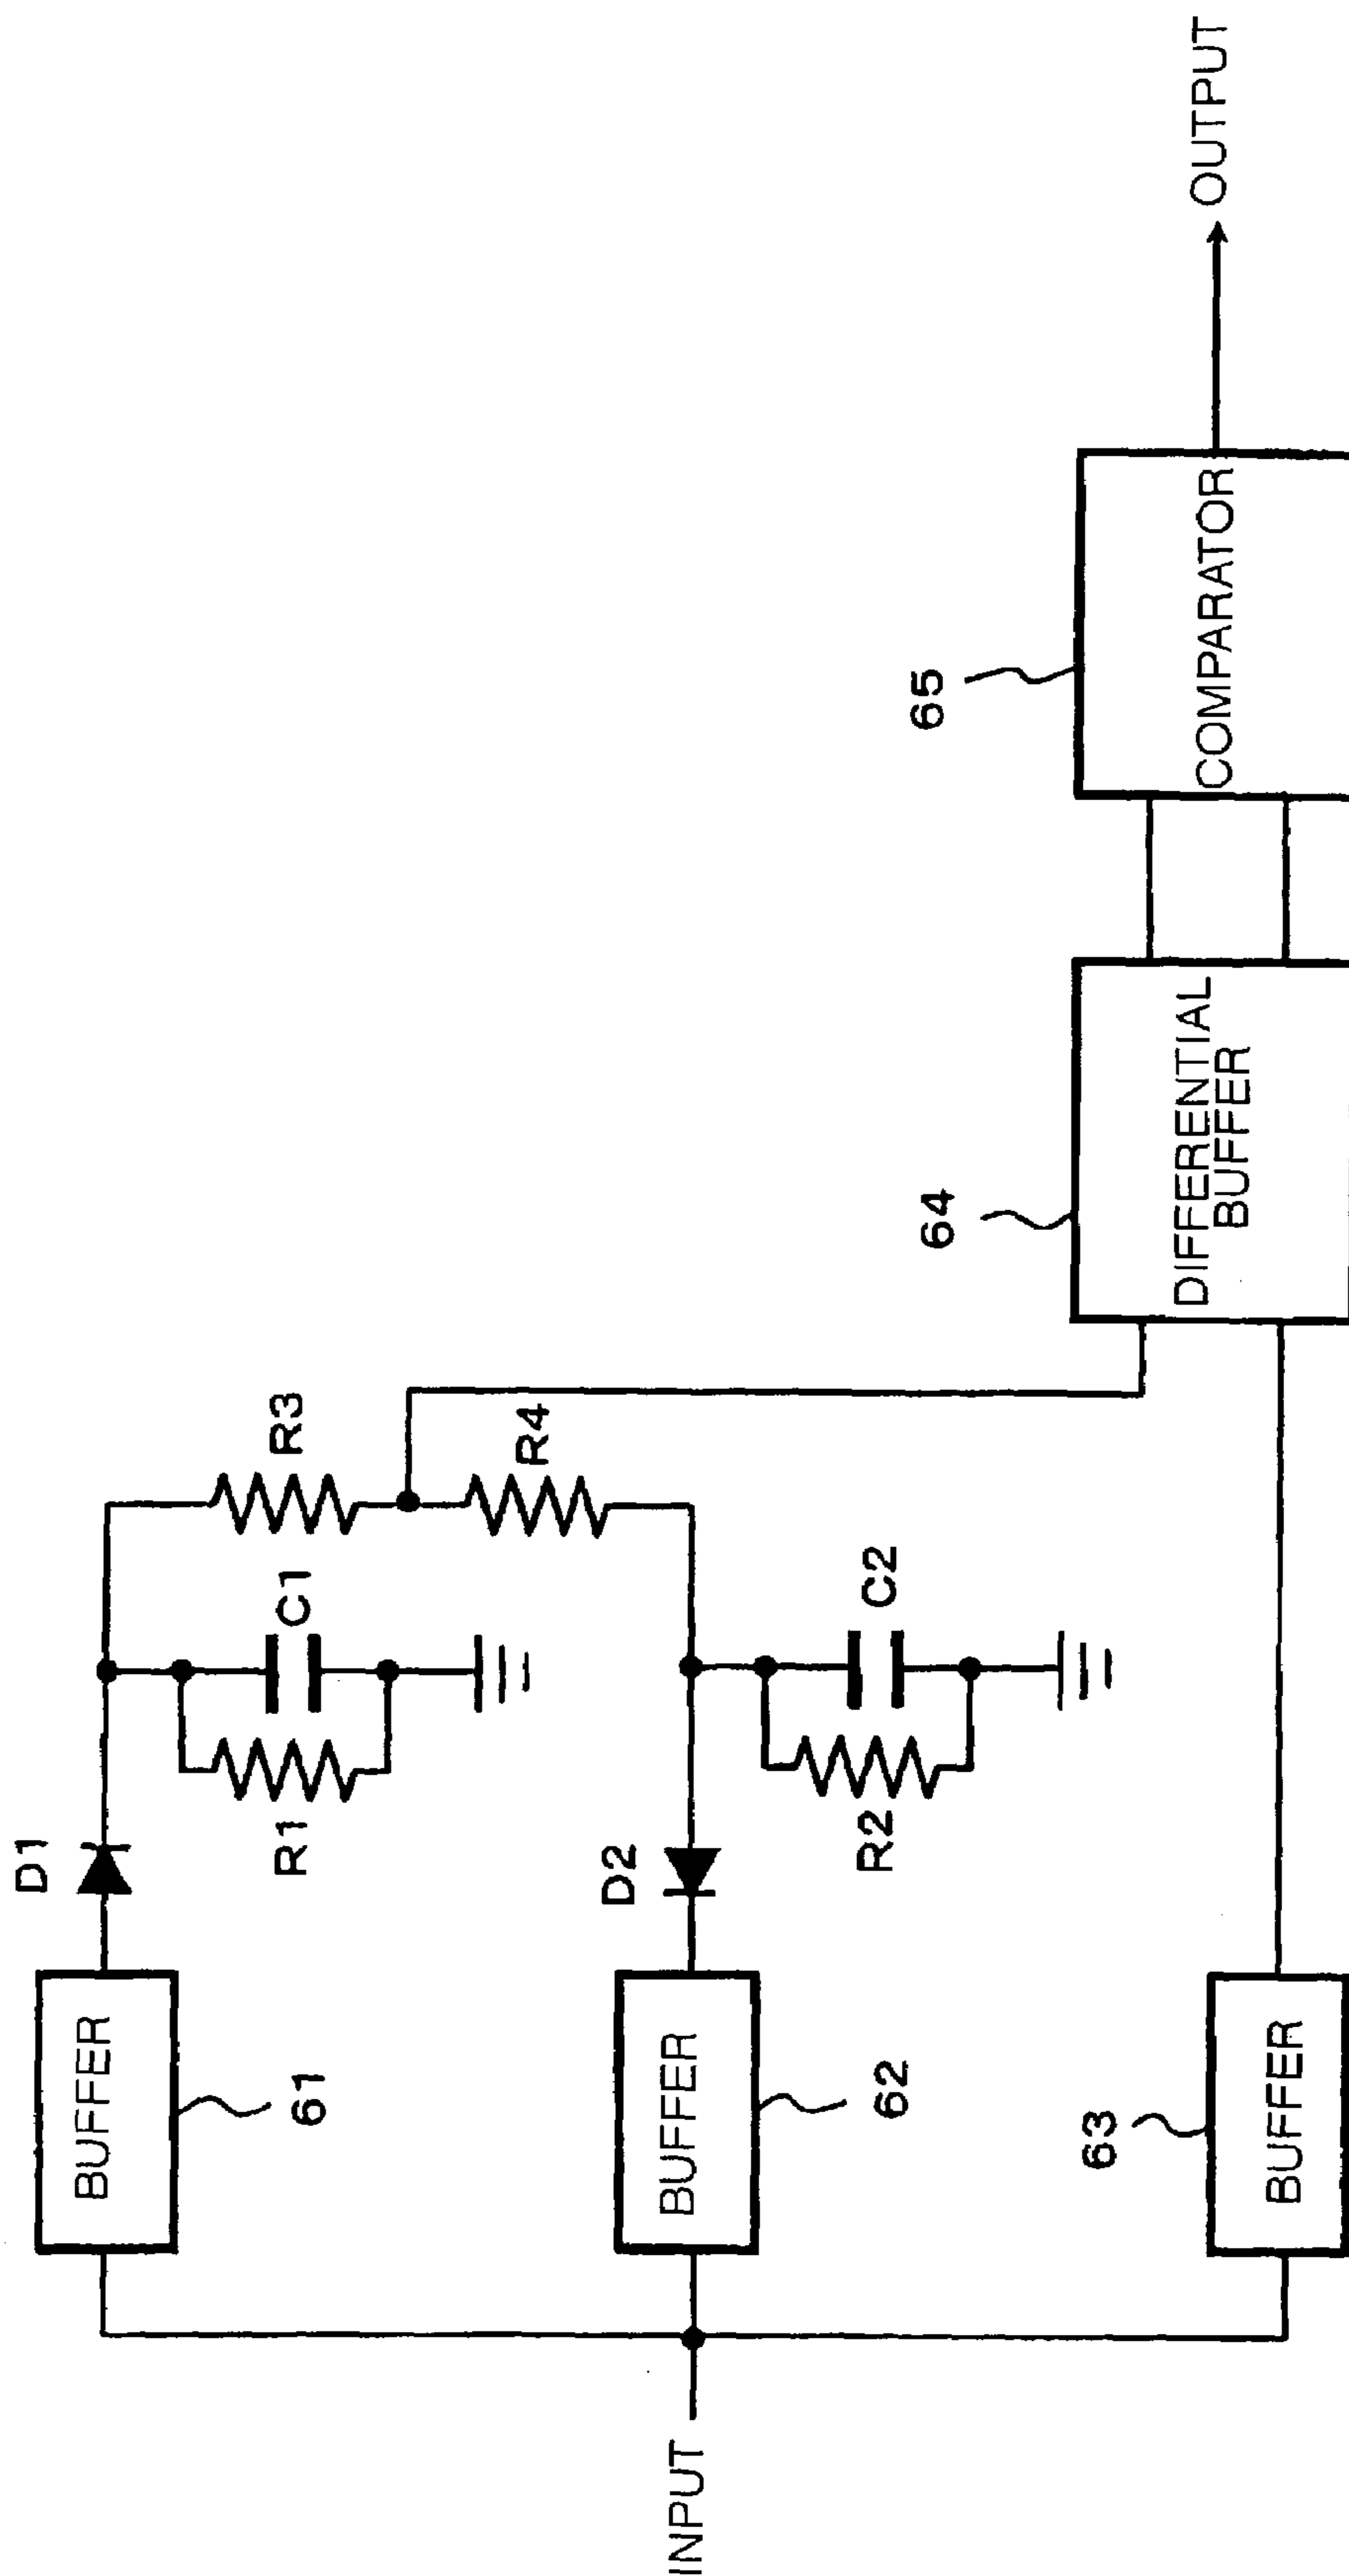 INPUT
BUFFER
61
D1
R1
C1
R3
BUFFER
62
D2
R2
C2
R4
BUFFER
63
DIFFERENTIAL
BUFFER
64
COMPARATOR
65
OUTPUT